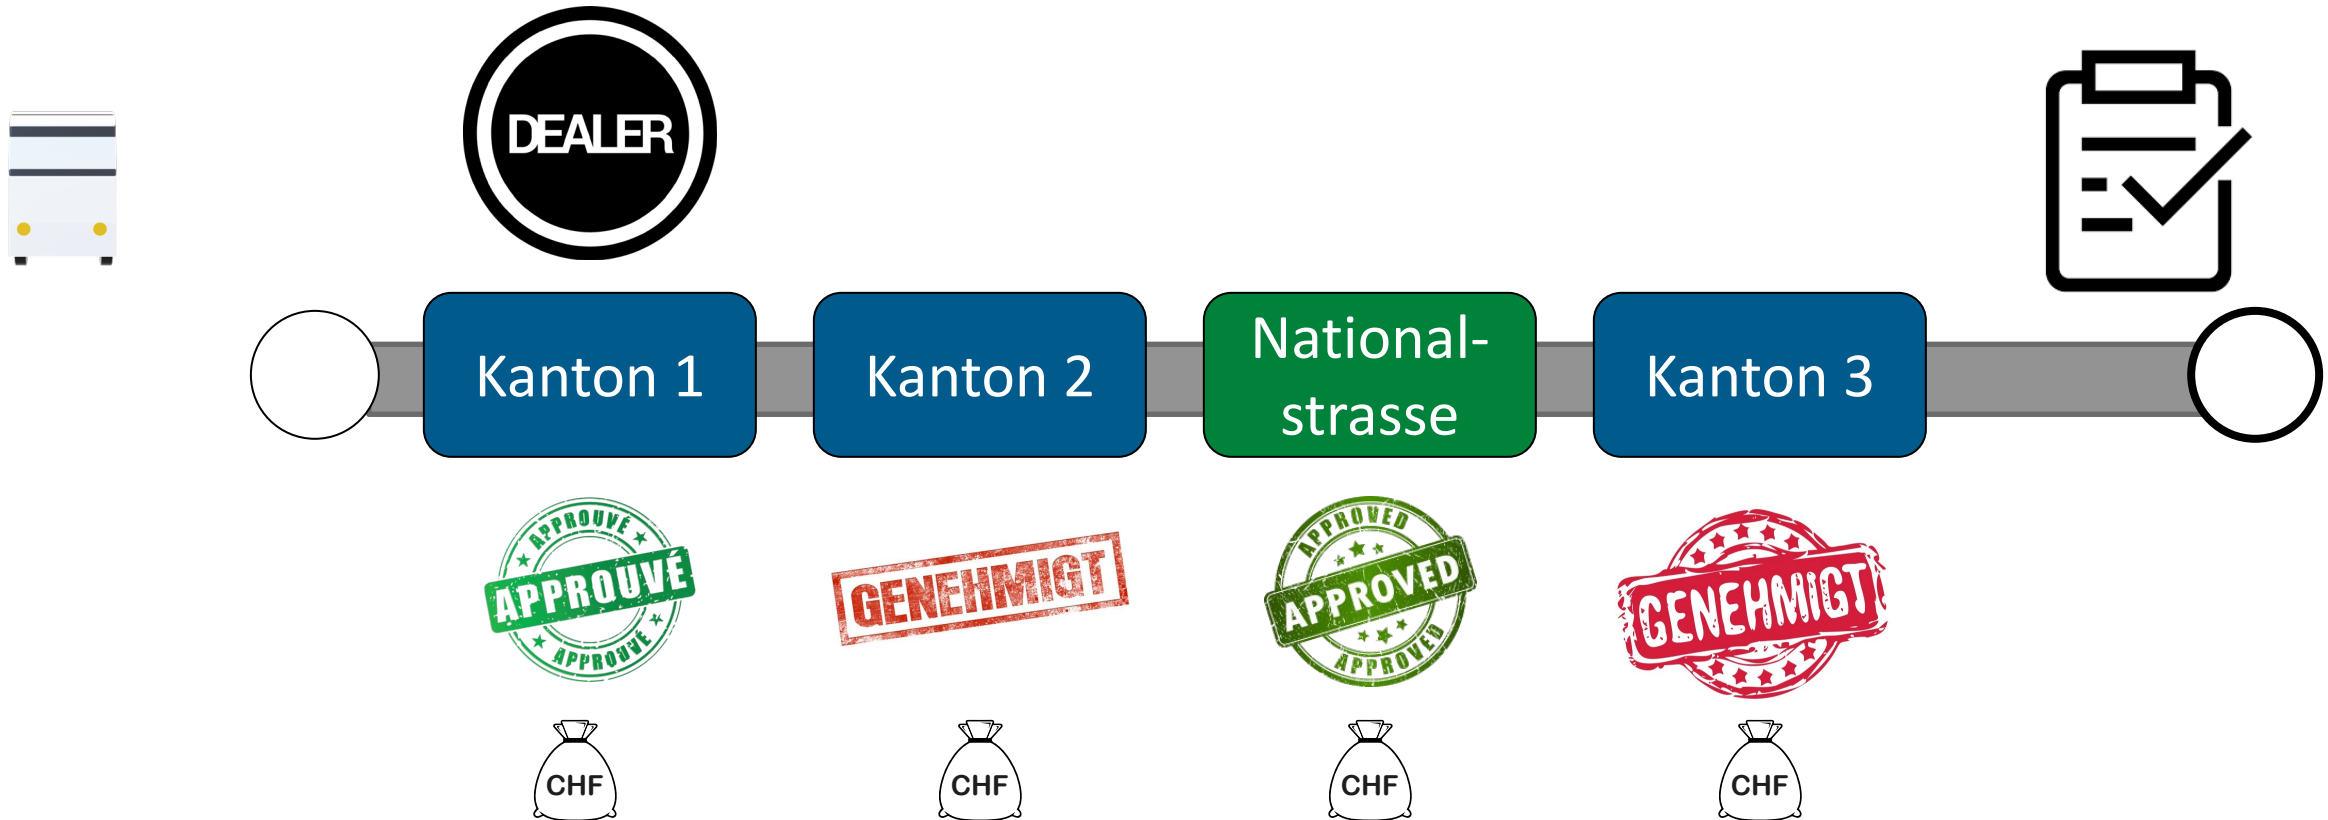 DEALER
Kanton 1
Kanton 2
National-
strasse
Kanton 3
APPROUVÉ
APPROUVÉ
APPROUVÉ
GENEHMIGT
APPROVED
APPROVED
APPROVED
GENEHMIGT
CHF
CHF
CHF
CHF